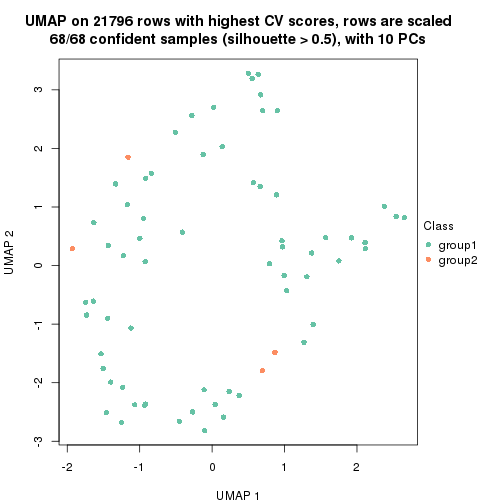 UMAP on 21796 rows with highest CV scores, rows are scaled
68/68 confident samples (silhouette > 0.5), with 10 PCs
3
2
1
0
-1
-2
-3
UMAP 2
-2
-1
0
1
2
UMAP 1
Class
group1
group2